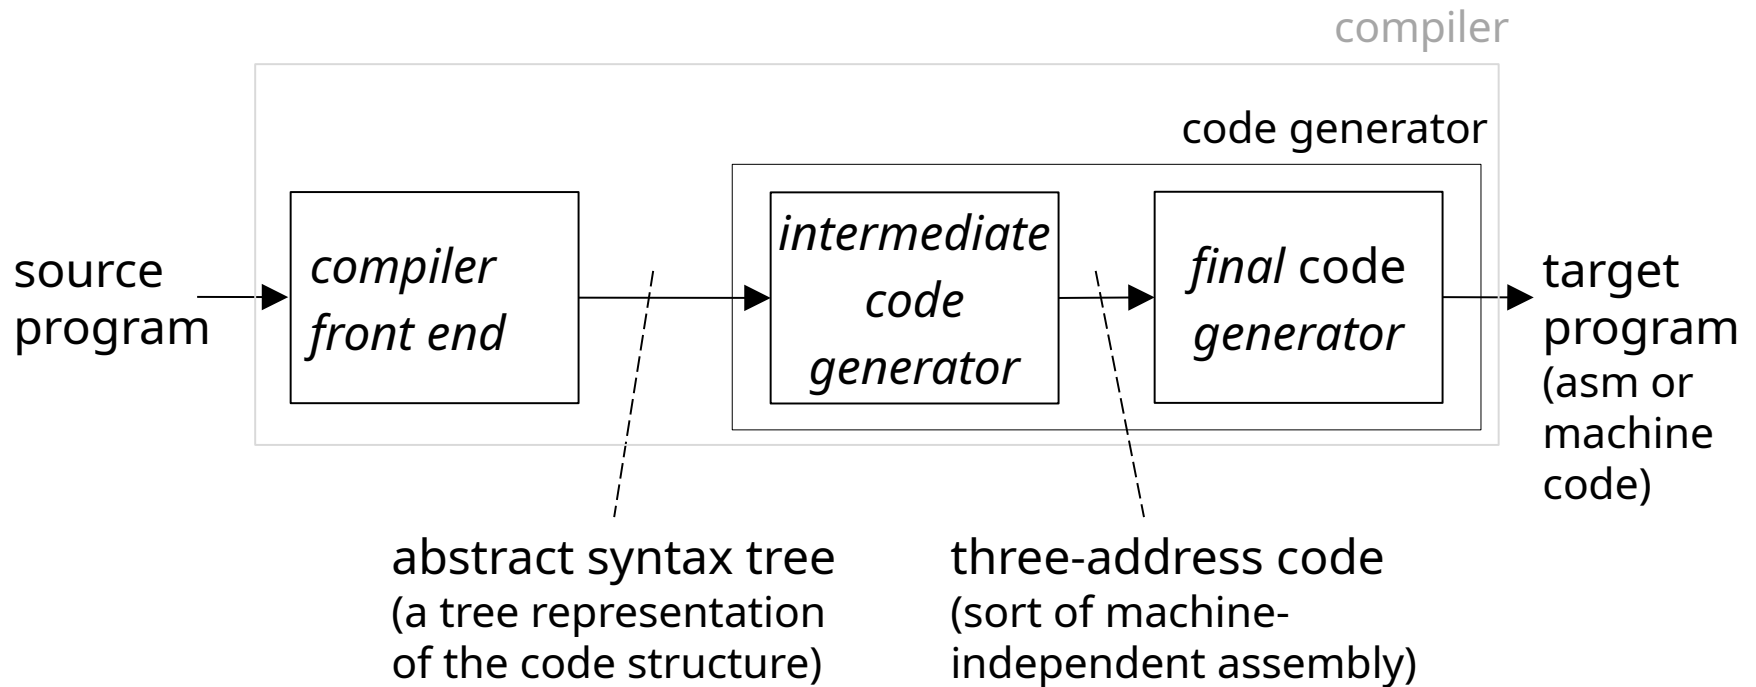 compiler
code generator
source
program
compiler
front end
intermediate
code
generator
final code
generator
target
program
(asm or
machine
code)
abstract syntax tree
(a tree representation
of the code structure)
three-address code
(sort of machine-
independent assembly)